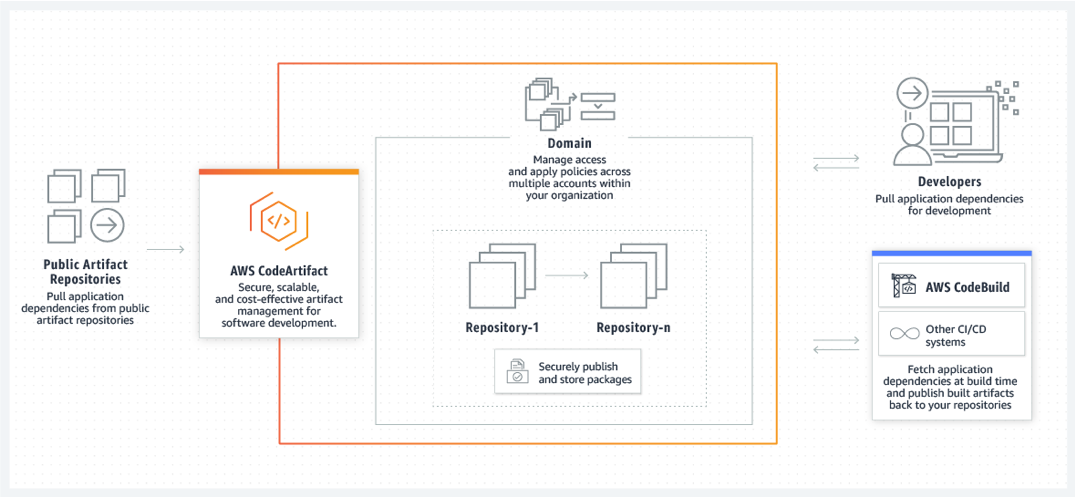 Public Artifact
Repositories
Pull application
dependencies from public
artifact repositories
AWS CodeArtifact
Secure, scalable,
and cost-effective artifact
management for
software development.
Domain
Manage access
and apply policies across
multiple accounts within
your organization
Repository-1
Repository-n
Securely publish
and store packages
Developers
Pull application dependencies
for development
AWS CodeBuild
Other CI/CD
systems
Fetch application
dependencies at build time
and publish built artifacts
back to your repositories